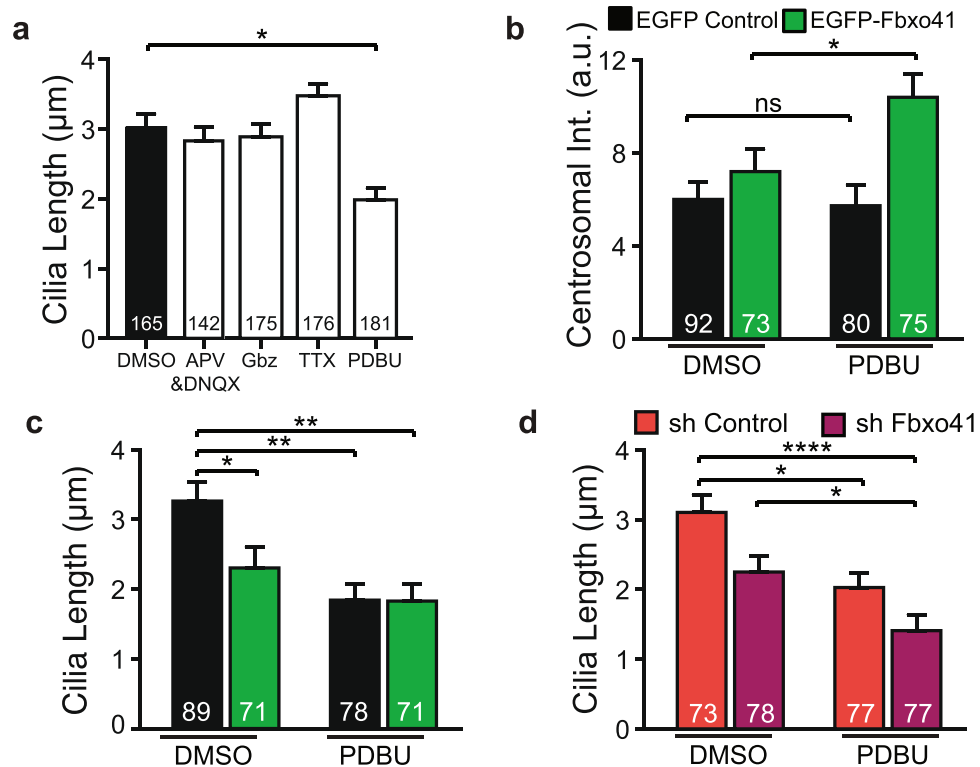 a
*
Cilia Length (µm)
4
3
2
1
0
165
142
175
176
181
DMSO
APV
&DNQX
Gbz
TTX
PDBU
b
EGFP Control
EGFP-Fbxo41
*
ns
Centrosomal Int. (a.u.)
12
8
4
0
92
73
80
75
DMSO
PDBU
c
**
**
*
Cilia Length (µm)
4
3
2
1
0
89
71
78
71
DMSO
PDBU
d
sh Control
sh Fbxo41
****
*
*
Cilia Length (µm)
4
3
2
1
0
73
78
77
77
DMSO
PDBU